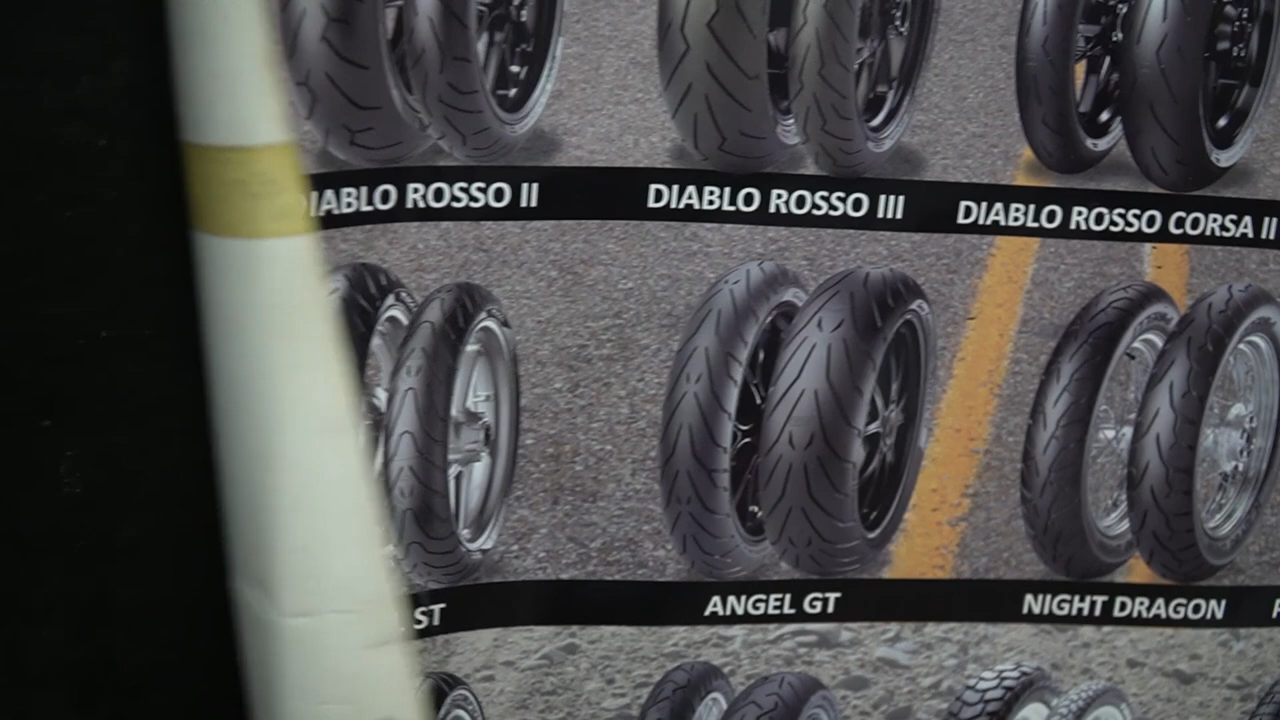 IABLO ROSSO II
DIABLO ROSSO III
DIABLO ROSSO CORSA II
ST
ANGEL GT
NIGHT DRAGON